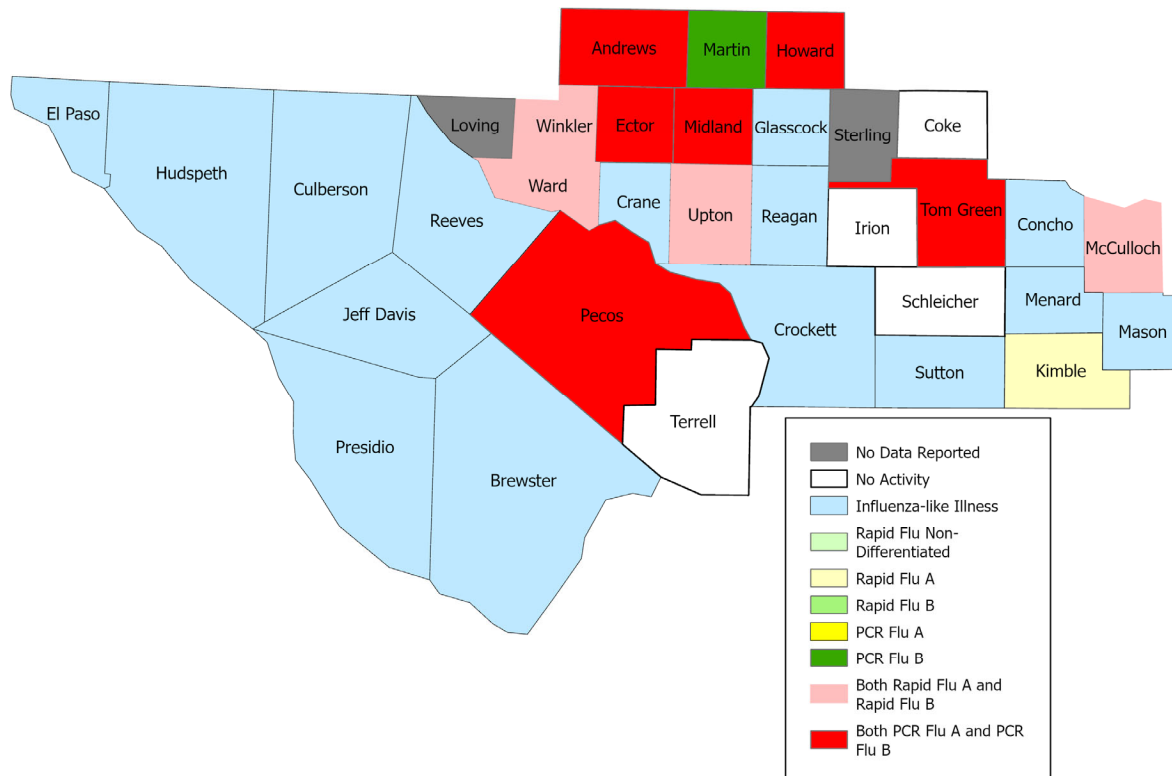 Andrews
Martin
Howard
El Paso
Hudspeth
Culberson
Reeves
Loving
Winkler
Ward
Ector
Midland
Glasscock
Sterling
Coke
Crane
Upton
Reagan
Irion
Tom Green
Concho
McCulloch
Jeff Davis
Pecos
Crockett
Schleicher
Menard
Mason
Sutton
Kimble
Presidio
Brewster
Terrell
No Data Reported
No Activity
Influenza-like Illness
Rapid Flu Non-
Differentiated
Rapid Flu A
Rapid Flu B
PCR Flu A
PCR Flu B
Both Rapid Flu A and
Rapid Flu B
Both PCR Flu A and PCR
Flu B